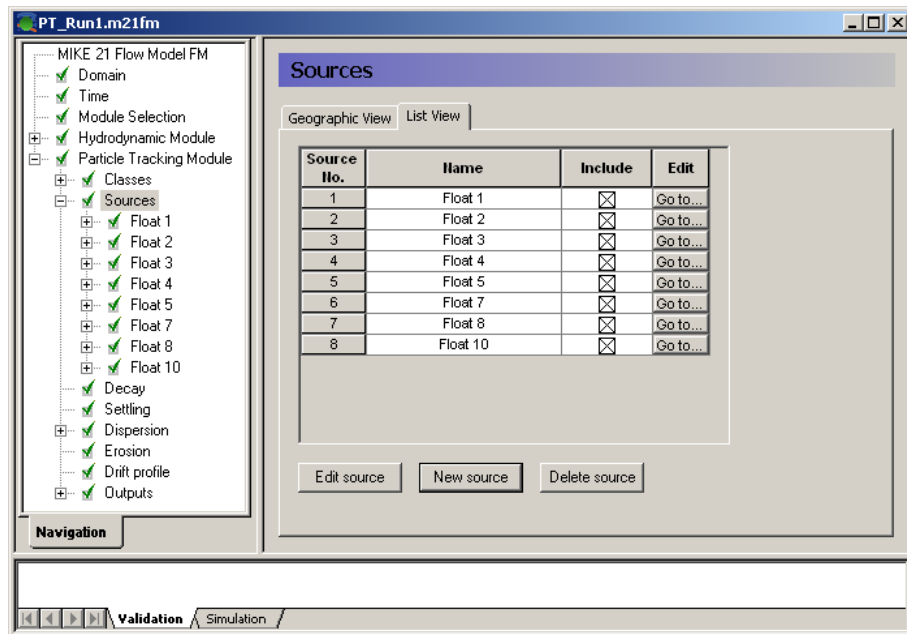 PT_Run1.m21fm
MIKE 21 Flow Model FM
Domain
Time
Module Selection
Hydrodynamic Module
Particle Tracking Module
Classes
Sources
Float 1
Float 2
Float 3
Float 4
Float 5
Float 7
Float 8
Float 10
Decay
Settling
Dispersion
Erosion
Drift profile
Outputs
Navigation
Sources
Geographic View List View
Source No. Name Include Edit
1 Float 1 Go to...
2 Float 2 Go to...
3 Float 3 Go to...
4 Float 4 Go to...
5 Float 5 Go to...
6 Float 7 Go to...
7 Float 8 Go to...
8 Float 10 Go to...
Edit source New source Delete source
Validation Simulation